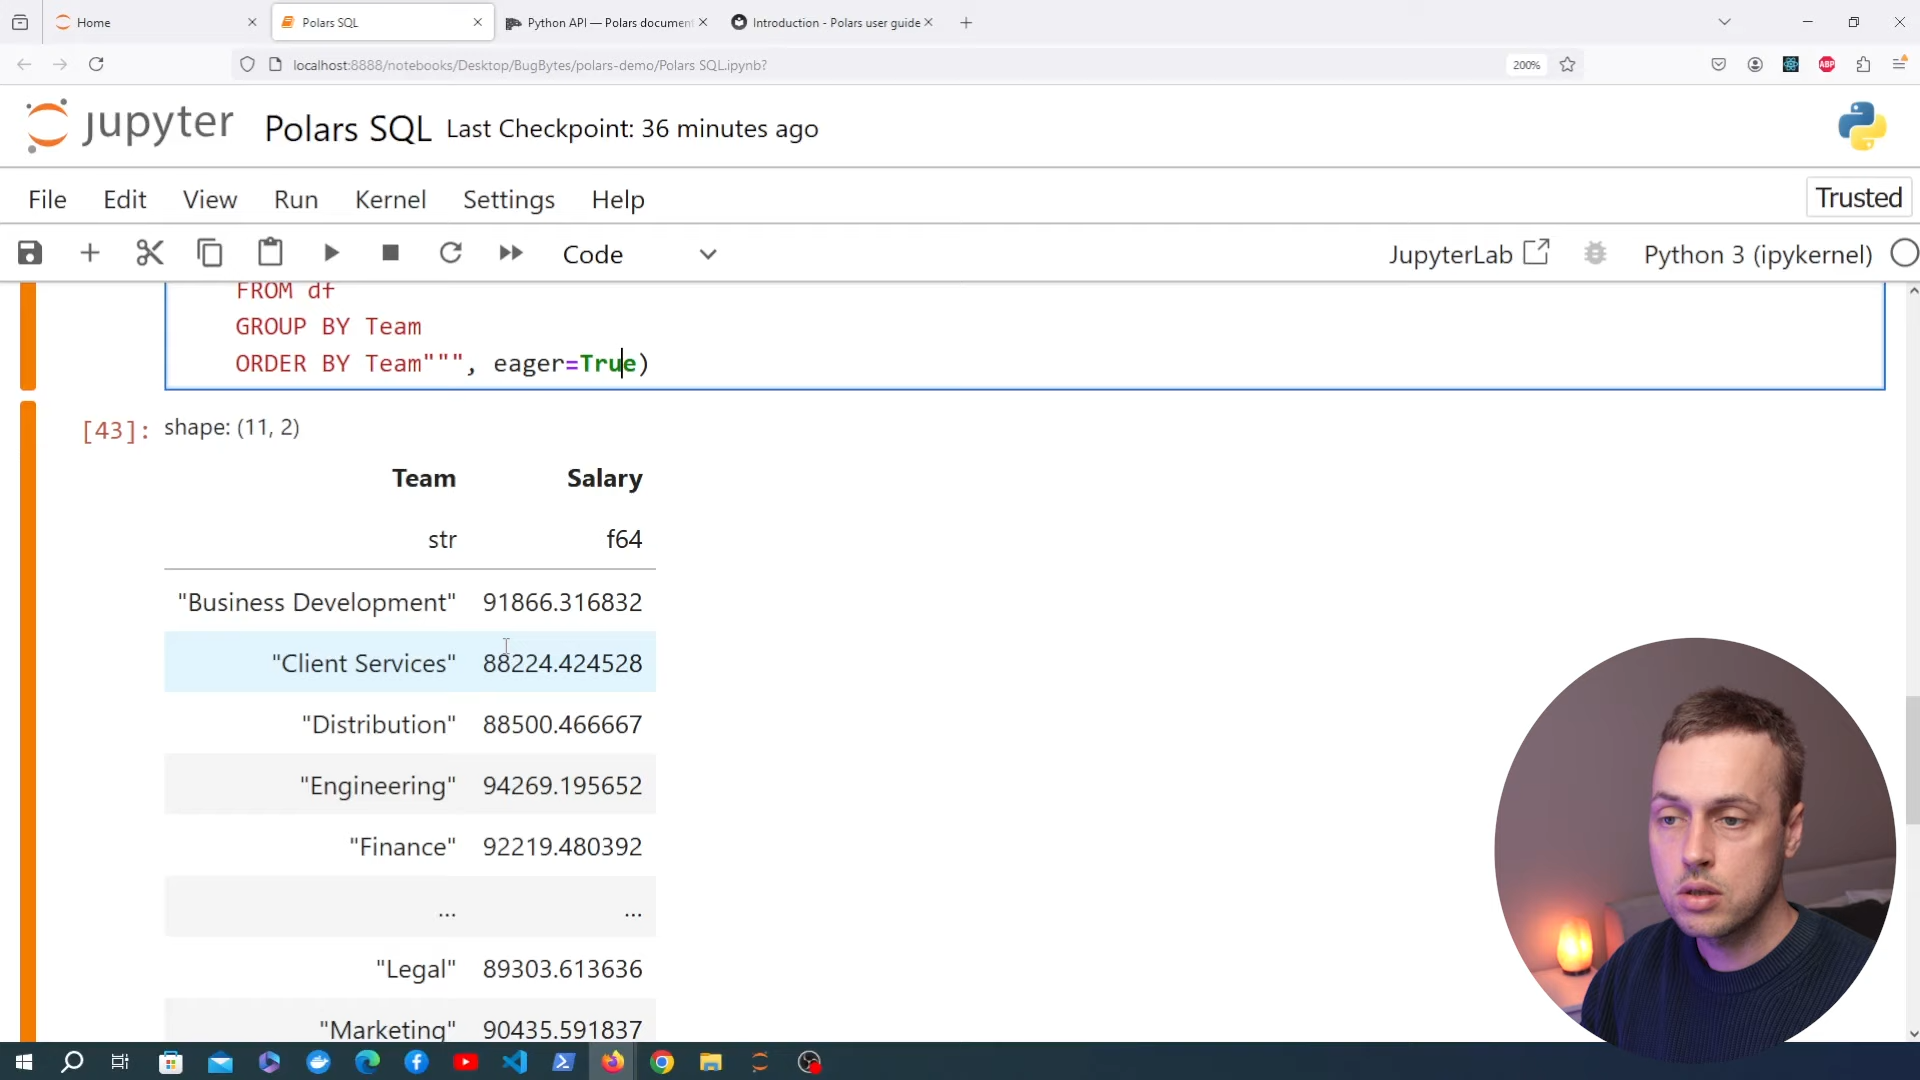 Home
Polars SQL
Python API — Polars document
Introduction - Polars user guide
localhost:8888/notebooks/Desktop/BugBytes/polars-demo/Polars SQL.ipynb?
200%
ABP
jupyter Polars SQL Last Checkpoint: 36 minutes ago
File Edit View Run Kernel Settings Help
Trusted
Code
JupyterLab
Python 3 (ipykernel)
FROM df
GROUP BY Team
ORDER BY Team""", eager=True)
[43]: shape: (11, 2)
Team Salary
str f64
"Business Development" 91866.316832
"Client Services" 88224.424528
"Distribution" 88500.466667
"Engineering" 94269.195652
"Finance" 92219.480392
… …
"Legal" 89303.613636
"Marketing" 90435.591837